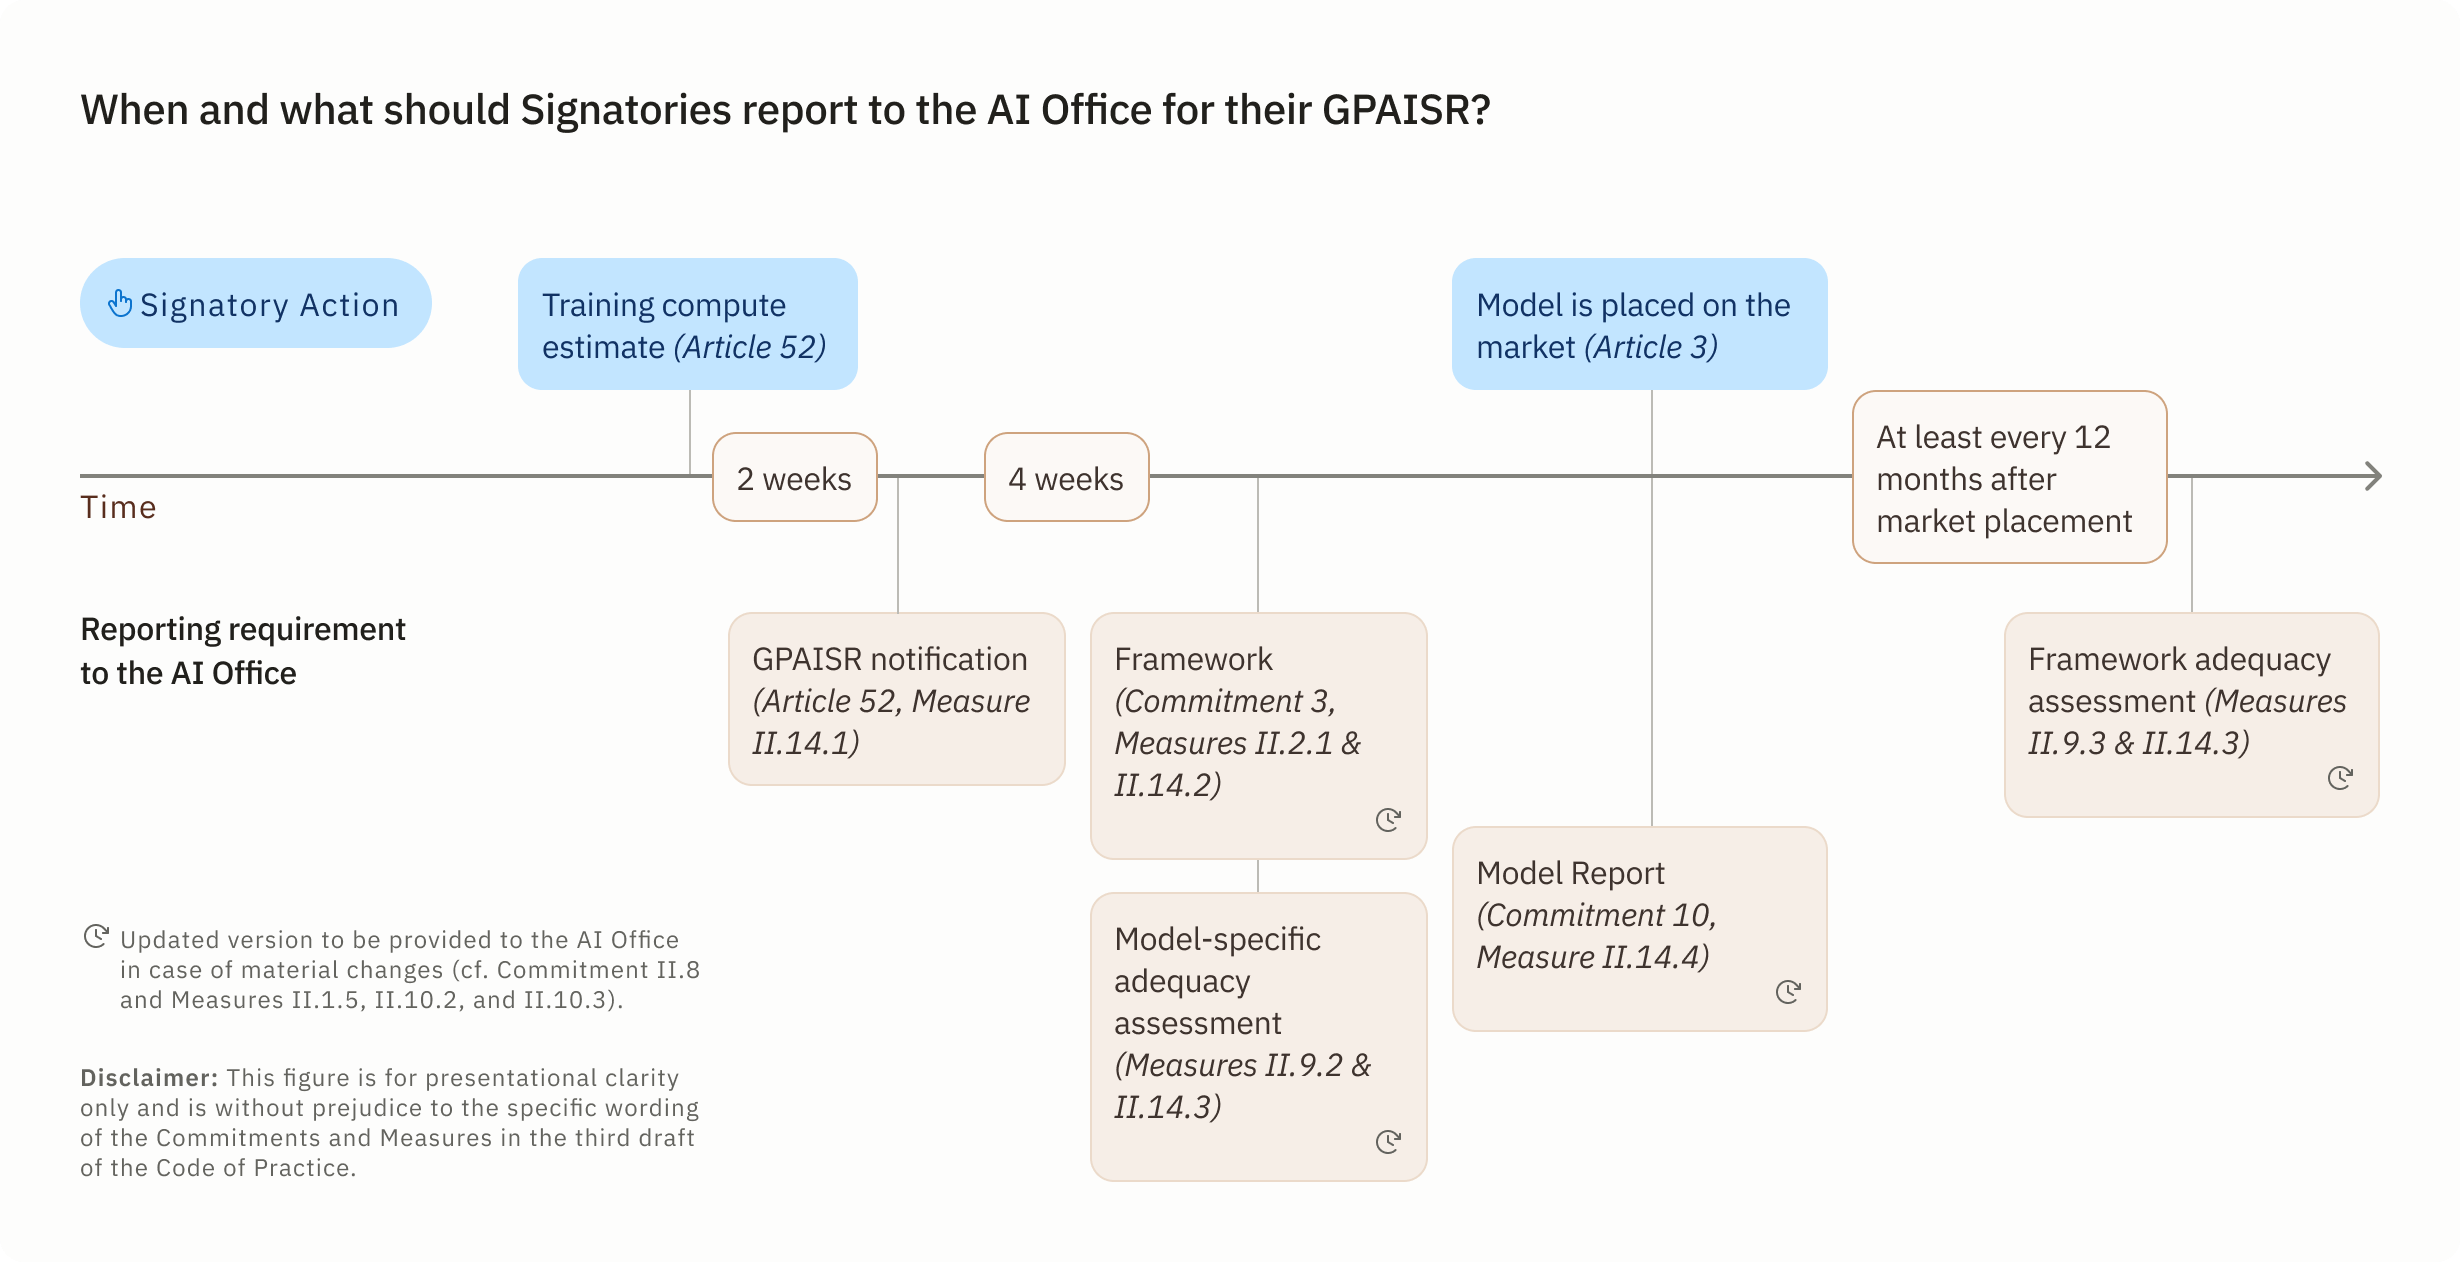 When and what should Signatories report to the AI Office for their GPAISR?
Signatory Action
Training compute
estimate (Article 52)
Model is placed on the
market (Article 3)
Time
2 weeks
4 weeks
At least every 12
months after
market placement
Reporting requirement
to the AI Office
GPAISR notification
(Article 52, Measure
II.14.1)
Framework
(Commitment 3,
Measures II.2.1 &
II.14.2)
Model-specific
adequacy
assessment
(Measures II.9.2 &
II.14.3)
Model Report
(Commitment 10,
Measure II.14.4)
Framework adequacy
assessment (Measures
II.9.3 & II.14.3)
Updated version to be provided to the AI Office
in case of material changes (cf. Commitment II.8
and Measures II.1.5, II.10.2, and II.10.3).
Disclaimer: This figure is for presentational clarity
only and is without prejudice to the specific wording
of the Commitments and Measures in the third draft
of the Code of Practice.